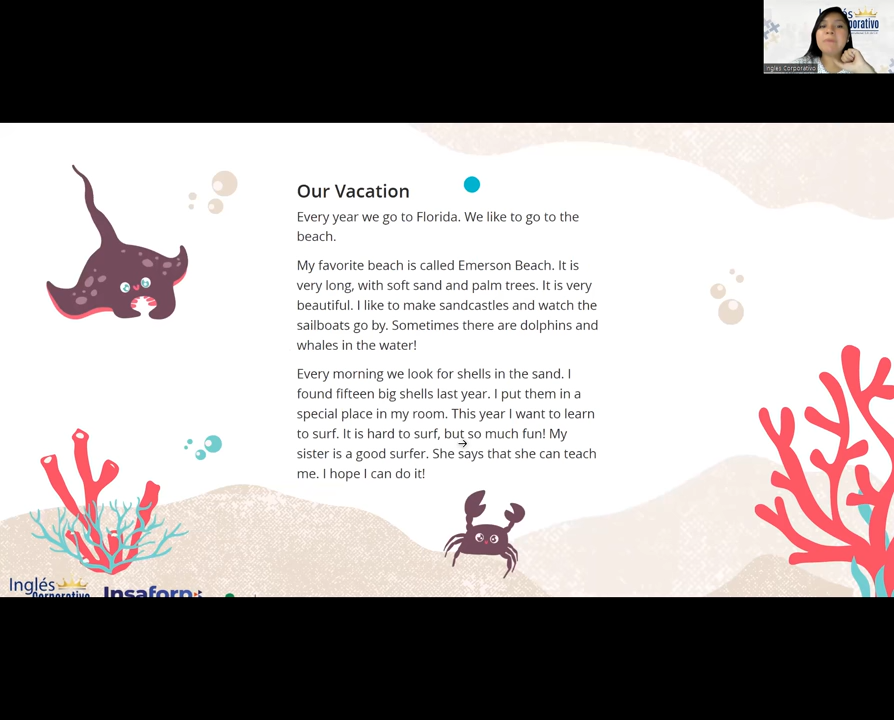 Inglés Corporativo
Our Vacation
Every year we go to Florida. We like to go to the
beach.
My favorite beach is called Emerson Beach. It is
very long, with soft sand and palm trees. It is very
beautiful. I like to make sandcastles and watch the
sailboats go by. Sometimes there are dolphins and
whales in the water!
Every morning we look for shells in the sand. I
found fifteen big shells last year. I put them in a
special place in my room. This year I want to learn
to surf. It is hard to surf, but so much fun! My
sister is a good surfer. She says that she can teach
me. I hope I can do it!
Inglés
Corporativo
Insaforp